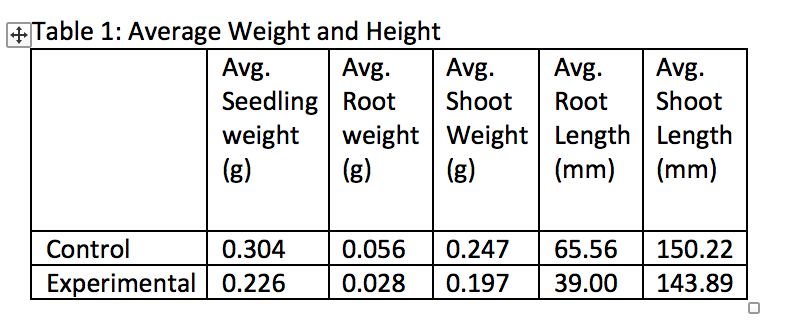 Table 1: Average Weight and Height
Avg. Seedling weight (g) Avg. Root weight (g) Avg. Shoot Weight (g) Avg. Root Length (mm) Avg. Shoot Length (mm)
Control 0.304 0.056 0.247 65.56 150.22
Experimental 0.226 0.028 0.197 39.00 143.89